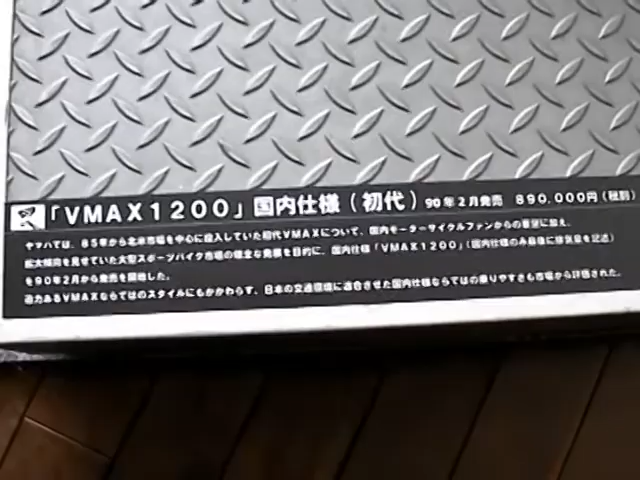 「VMAX1200」国内仕様(初代) 90年2月発売 890.000円(税別)
ヤマハでは、85年から北米市場を中心に投入していた初代VMAXについて、国内モーターサイクルファンからの要望に加え、
拡大傾向を見せていた大型スポーツバイク市場の健全な発展を目的に、国内仕様「VMAX1200」(国内仕様のみ最後に排気量を記述)
を90年2月から発売を開始した。
迫力あるVMAXならではのスタイルにもかかわらず、日本の交通環境に適合させた国内仕様ならではの乗りやすさも市場から評価された。